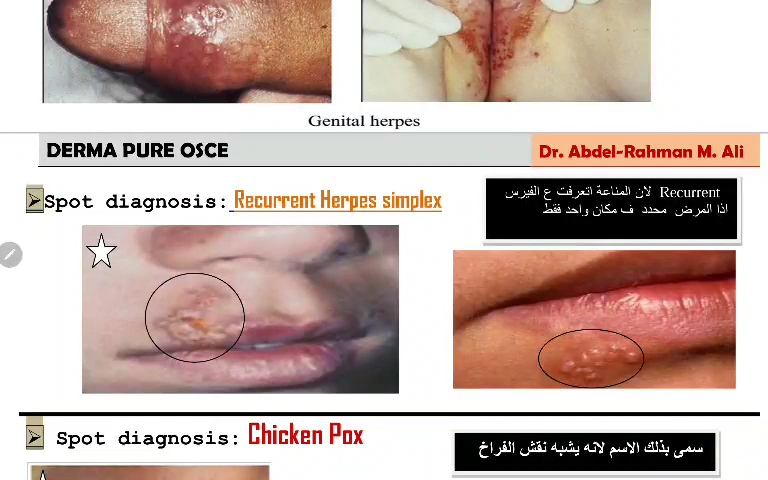 Genital herpes
DERMA PURE OSCE
Dr. Abdel-Rahman M. Ali
Spot diagnosis: Recurrent Herpes simplex
Recurrent لان المناعة اتعرفت ع الفيرس
اذا المرض محدد ف مكان واحد فقط
Spot diagnosis: Chicken Pox
سمى بذلك الاسم لانه يشبه نقش الفراخ